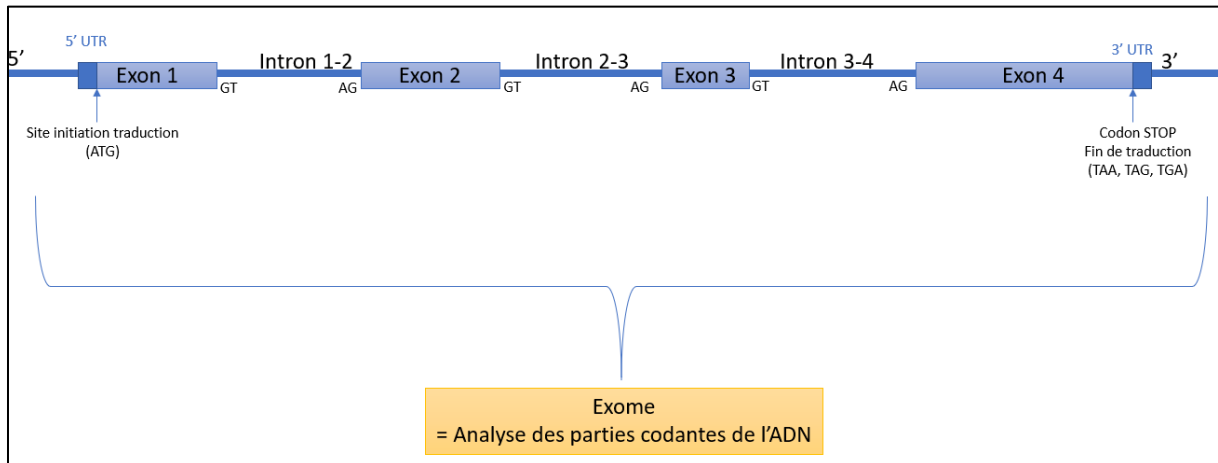 5’ UTR
3’ UTR
5’
Intron 1-2
Intron 2-3
Intron 3-4
3’
Exon 1
Exon 2
Exon 3
Exon 4
GT
AG
GT
AG
GT
AG
Site initiation traduction
(ATG)
Codon STOP
Fin de traduction
(TAA, TAG, TGA)
Exome
= Analyse des parties codantes de l’ADN